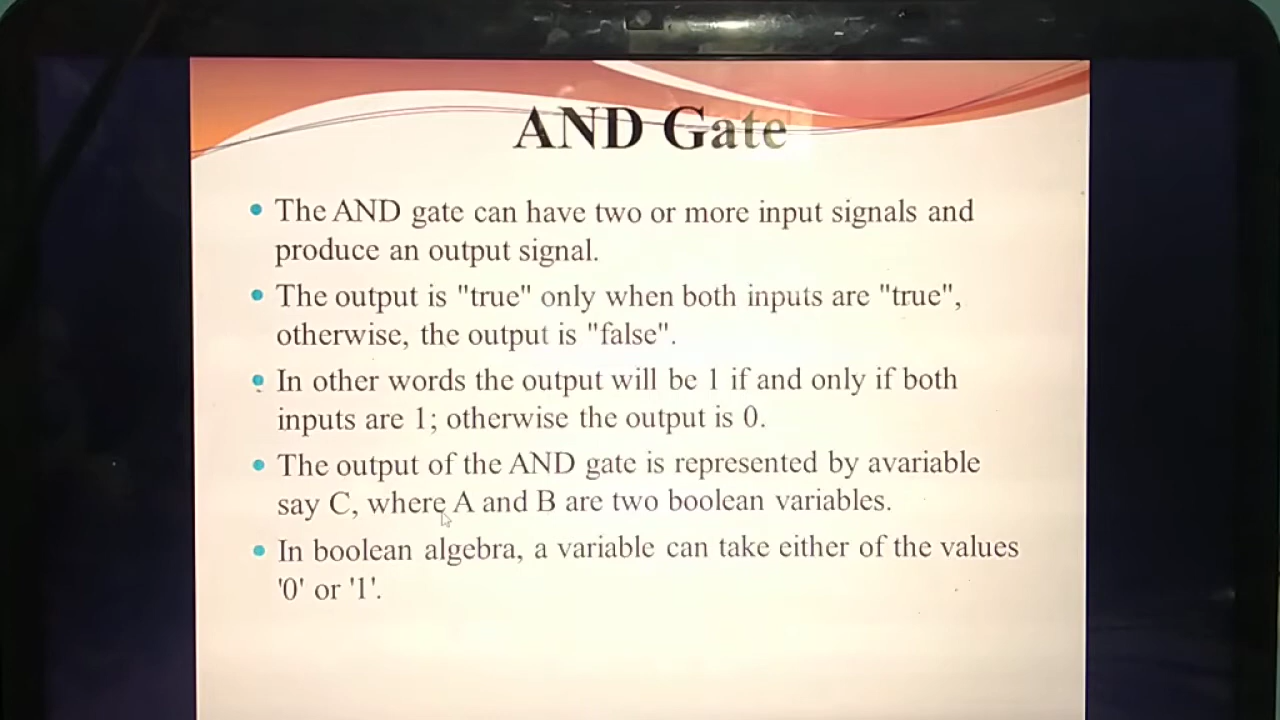 AND Gate
• The AND gate can have two or more input signals and
produce an output signal.
• The output is "true" only when both inputs are "true",
otherwise, the output is "false".
• In other words the output will be 1 if and only if both
inputs are 1; otherwise the output is 0.
• The output of the AND gate is represented by avariable
say C, where A and B are two boolean variables.
• In boolean algebra, a variable can take either of the values
'0' or '1'.